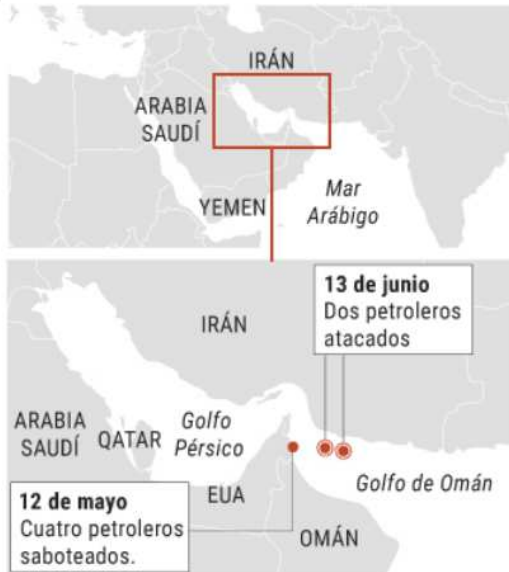 IRÁN
ARABIA
SAUDÍ
YEMEN
Mar
Arábigo
13 de junio
Dos petroleros
atacados
IRÁN
ARABIA
SAUDÍ
QATAR
Golfo
Pérsico
EUA
Golfo de Omán
12 de mayo
Cuatro petroleros
saboteados.
OMÁN